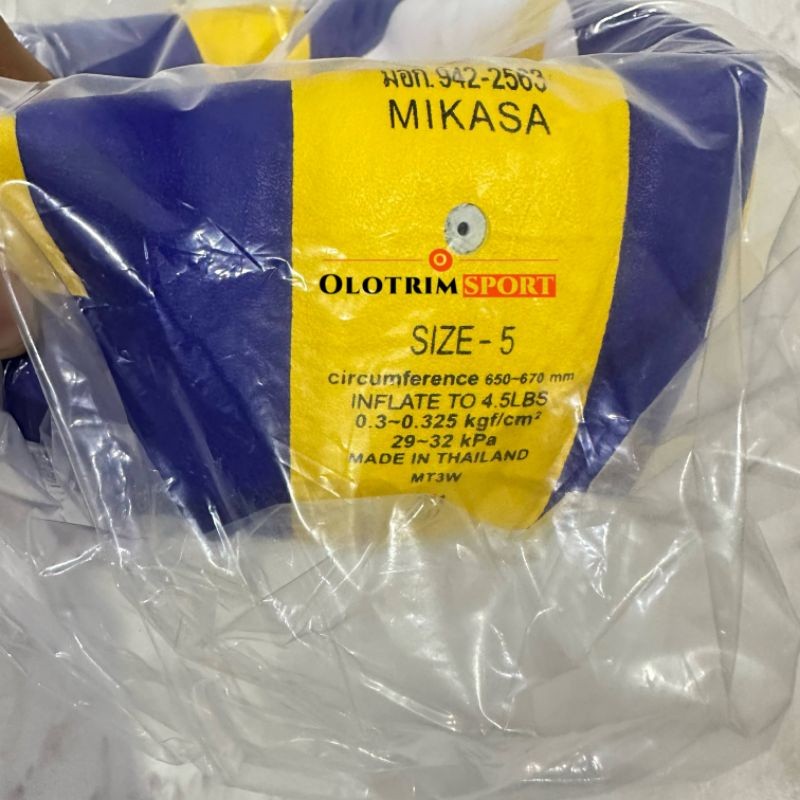 มอก. 942-2563
MIKASA
OLOTRIM SPORT
SIZE - 5
circumference 650~670 mm
INFLATE TO 4.5LBS
0.3~0.325 kgf/cm²
29~32 kPa
MADE IN THAILAND
MT3W